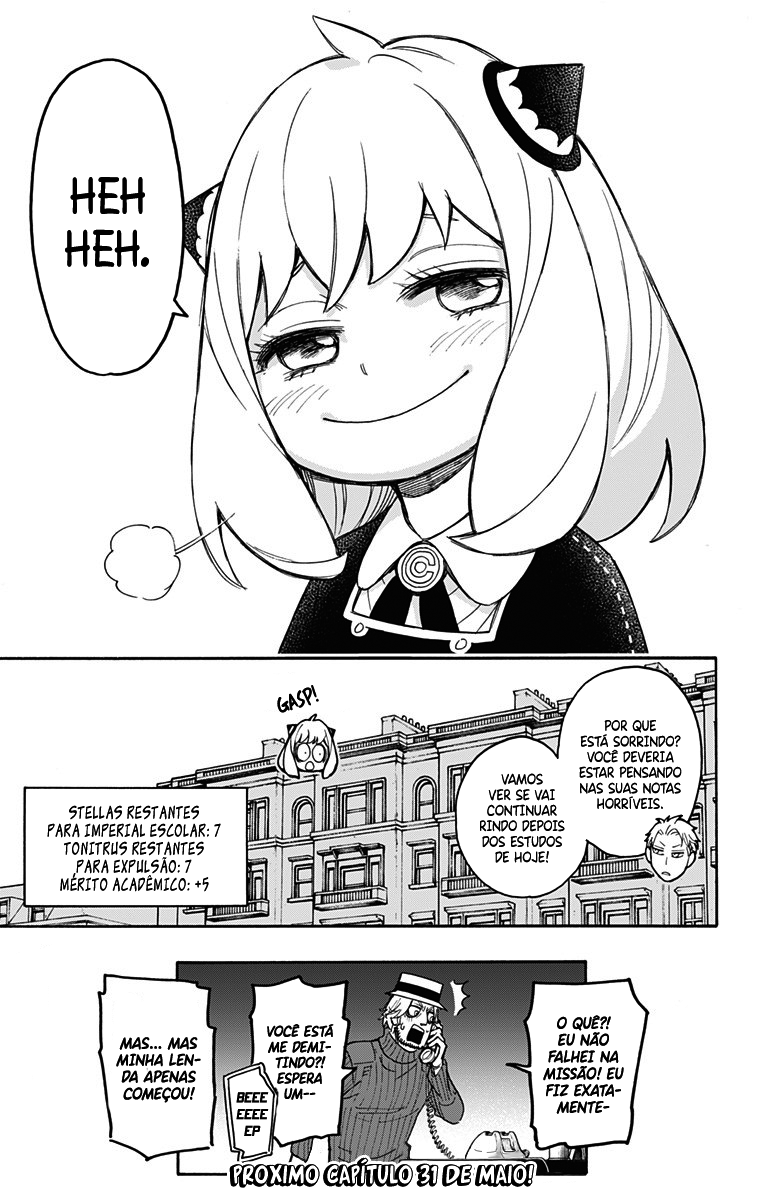 HEH
HEH.
GASP!
POR QUE
ESTÁ SORRINDO?
VOCÊ DEVERIA
ESTAR PENSANDO
NAS SUAS NOTAS
HORRÍVEIS.
VAMOS
VER SE VAI
CONTINUAR
RINDO DEPOIS
DOS ESTUDOS
DE HOJE!
STELLAS RESTANTES
PARA IMPERIAL ESCOLAR: 7
TONITRUS RESTANTES
PARA EXPULSÃO: 7
MÉRITO ACADÊMICO: +5
O QUÊ?!
EU NÃO
FALHEI NA
MISSÃO! EU
FIZ EXATA-
MENTE-
VOCÊ ESTÁ
ME DEMI-
TINDO?!
ESPERA
UM--
BEEE
EEEE
EP
MAS... MAS
MINHA LEN-
DA APENAS
COMEÇOU!
PROXIMO CAPÍTULO 31 DE MAIO!